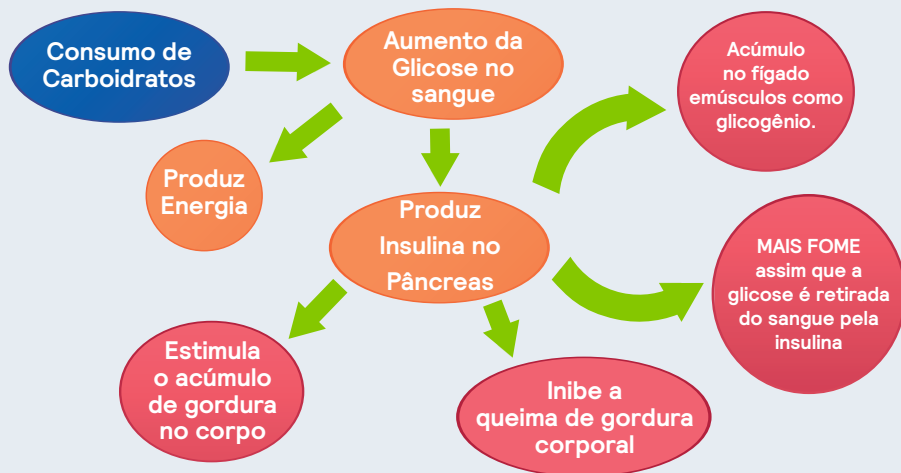 Consumo de
Carboidratos
Aumento da
Glicose no
sangue
Acúmulo
no fígado
emúsculos como
glicogênio.
Produz
Energia
Produz
Insulina no
Pâncreas
MAIS FOME
assim que a
glicose é retirada
do sangue pela
insulina
Estimula
o acúmulo
de gordura
no corpo
Inibe a
queima de gordura
corporal